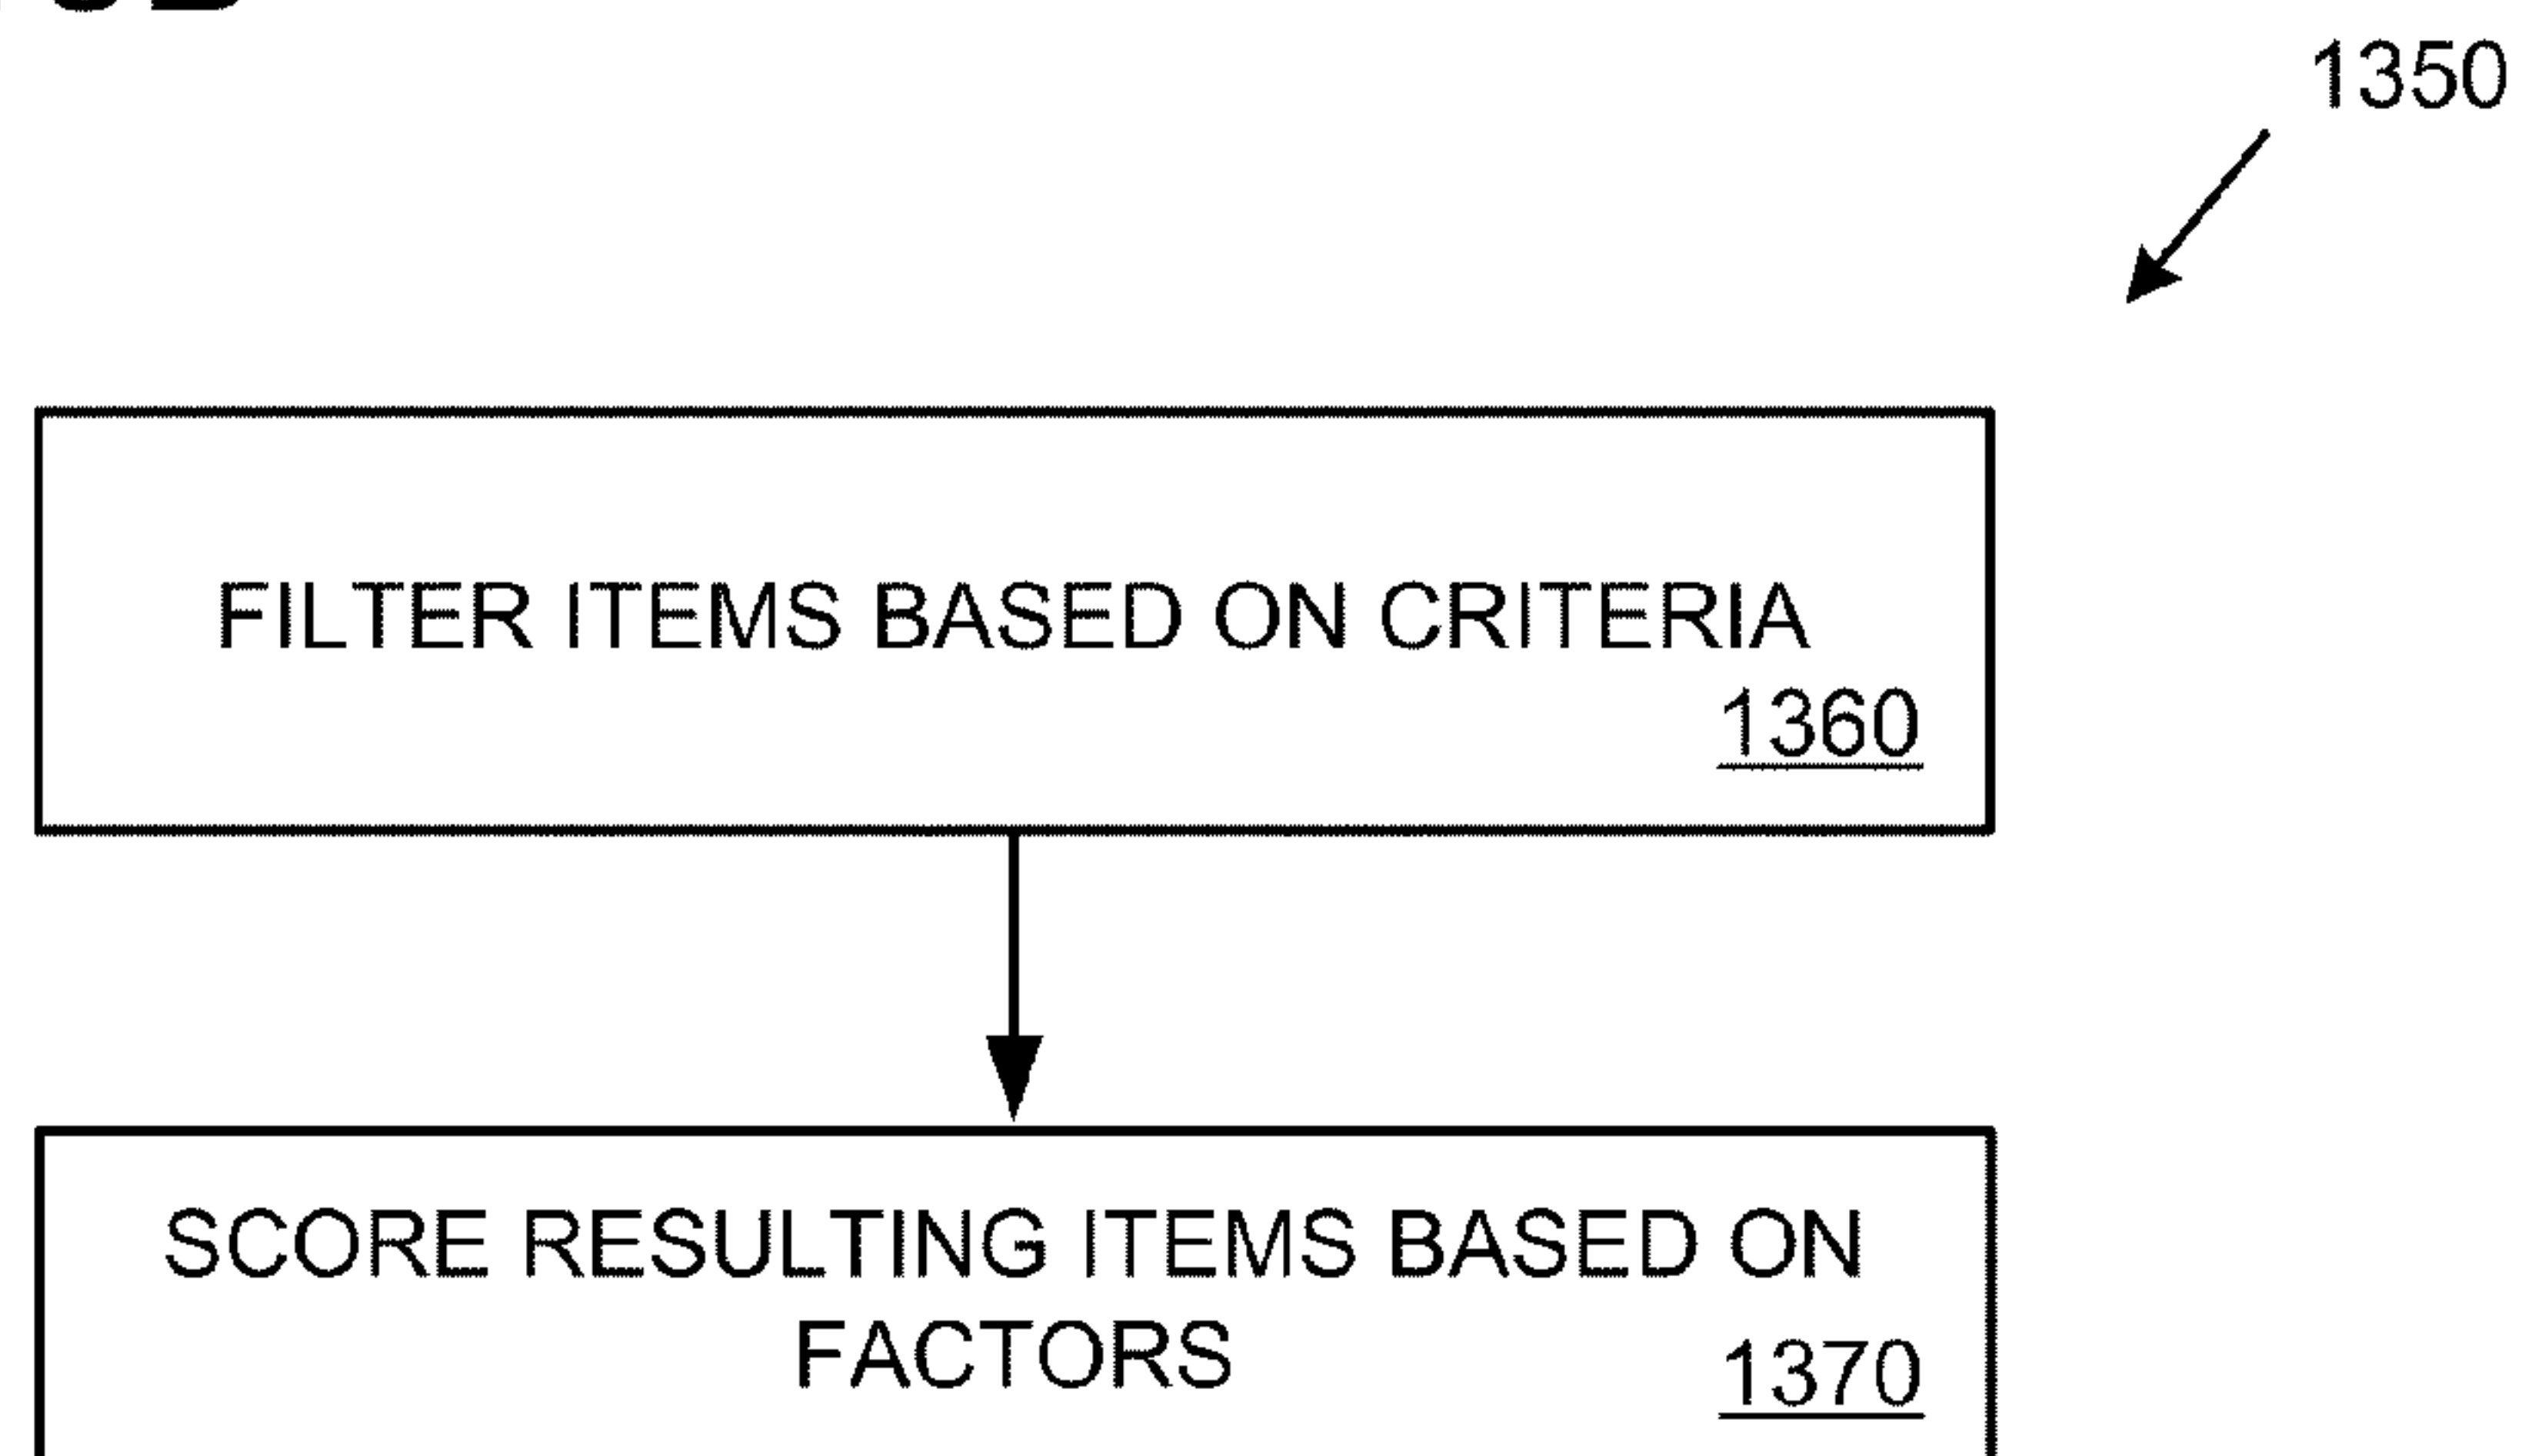 1350
FILTER ITEMS BASED ON CRITERIA
1360
SCORE RESULTING ITEMS BASED ON
FACTORS
1370